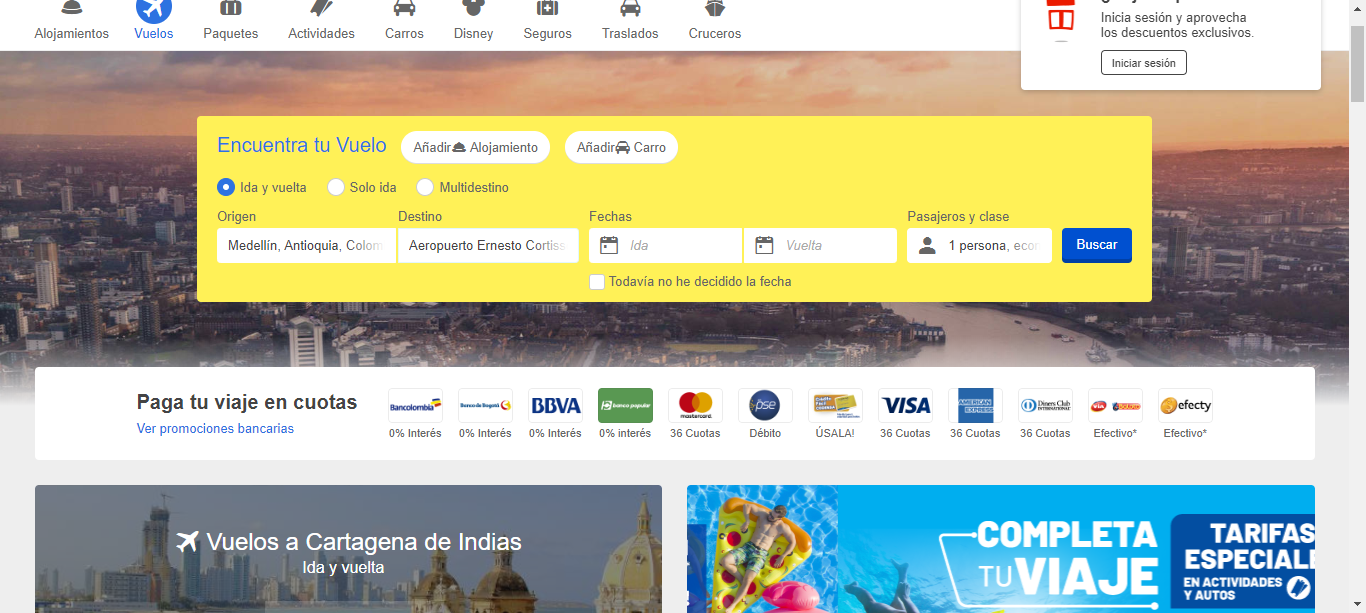 Alojamientos Vuelos Paquetes Actividades Carros Disney Seguros Traslados Cruceros
Inicia sesión y aprovecha
los descuentos exclusivos.
Iniciar sesión
Encuentra tu Vuelo Añadir Alojamiento Añadir Carro
Ida y vuelta Solo ida Multidestino
Origen Destino Fechas Pasajeros y clase
Medellín, Antioquia, Colom Aeropuerto Ernesto Cortiss Ida Vuelta 1 persona, econ Buscar
Todavía no he decidido la fecha
Paga tu viaje en cuotas
Ver promociones bancarias
Bancolombia Banco de Bogotá BBVA banco popular mastercard pse VISA AMERICAN EXPRESS Diners Club INTERNATIONAL via efecty
0% Interés 0% Interés 0% Interés 0% interés 36 Cuotas Débito ÚSALA! 36 Cuotas 36 Cuotas 36 Cuotas Efectivo* Efectivo*
Vuelos a Cartagena de Indias
Ida y vuelta
COMPLETA
TU VIAJE
TARIFAS
ESPECIALE
EN ACTIVIDADES
Y AUTOS